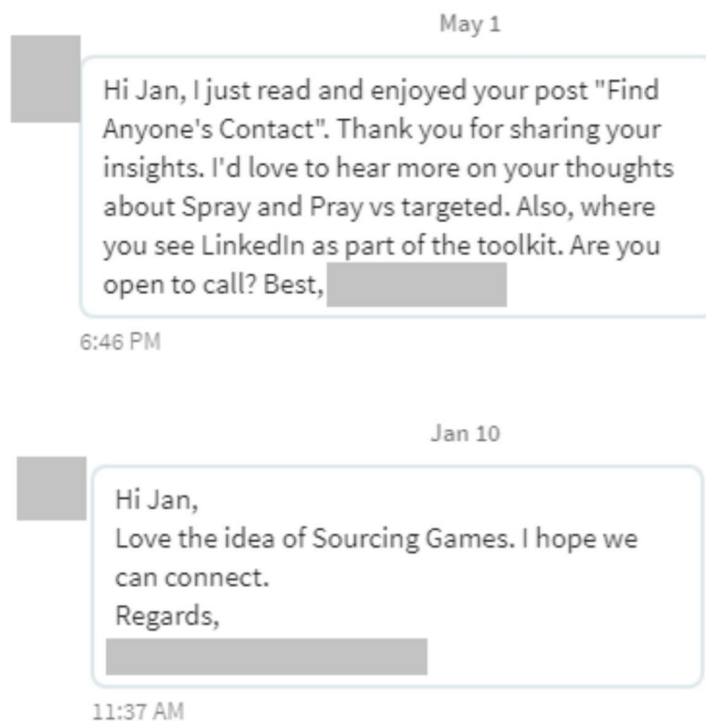 May 1
Hi Jan, I just read and enjoyed your post "Find
Anyone's Contact". Thank you for sharing your
insights. I'd love to hear more on your thoughts
about Spray and Pray vs targeted. Also, where
you see LinkedIn as part of the toolkit. Are you
open to call? Best,
6:46 PM
Jan 10
Hi Jan,
Love the idea of Sourcing Games. I hope we
can connect.
Regards,
11:37 AM